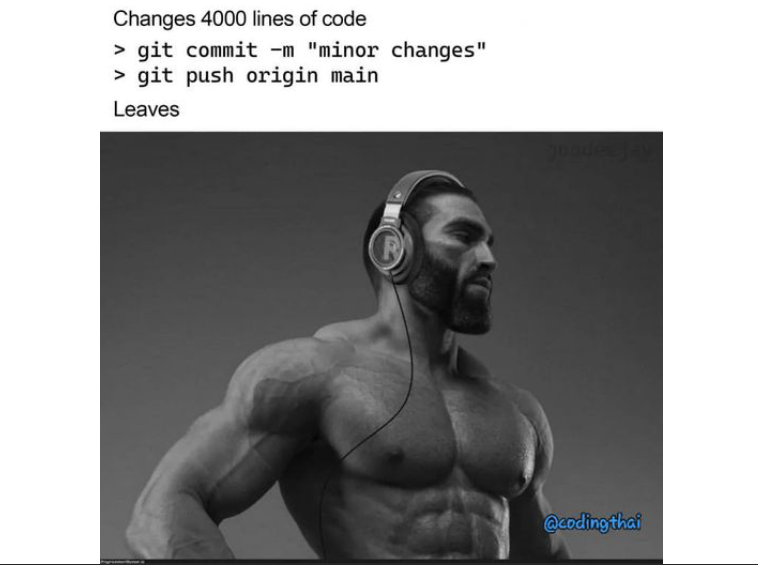 Changes 4000 lines of code
> git commit -m "minor changes"
> git push origin main
Leaves
R
@codingthai